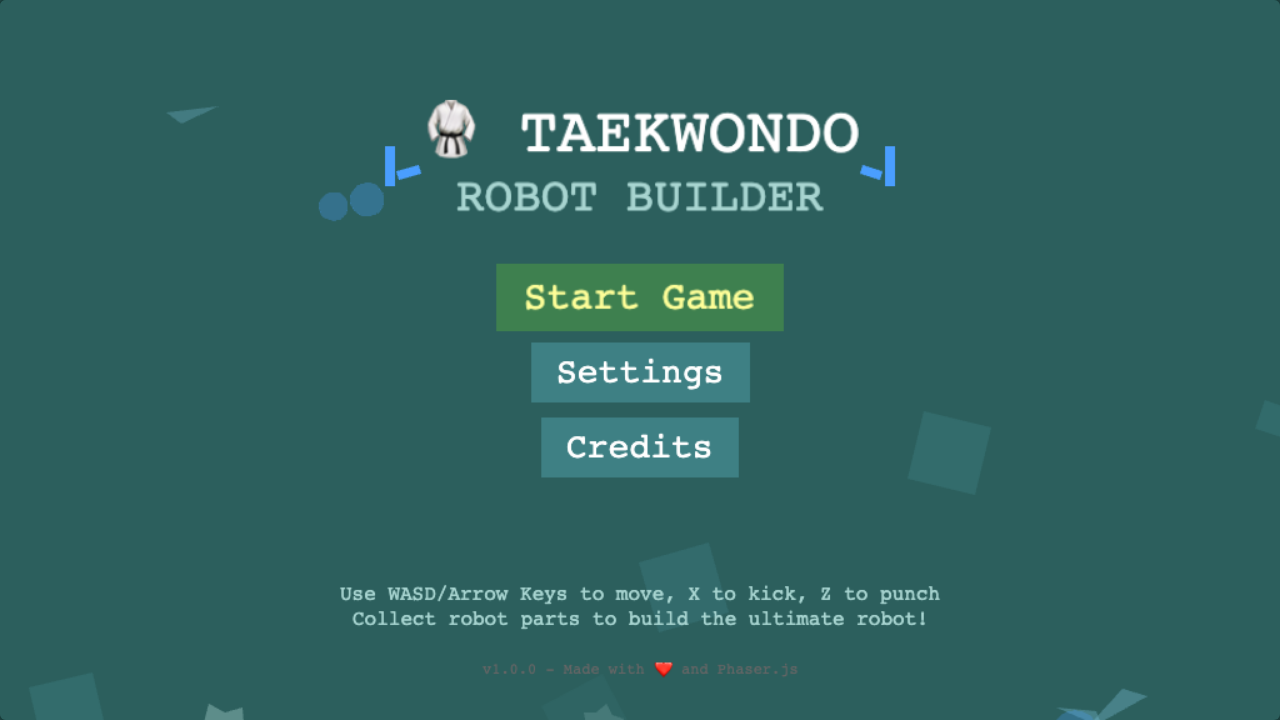 🥋 TAEKWONDO
ROBOT BUILDER
Start Game
Settings
Credits
Use WASD/Arrow Keys to move, X to kick, Z to punch
Collect robot parts to build the ultimate robot!
v1.0.0 - Made with ❤️ and Phaser.js